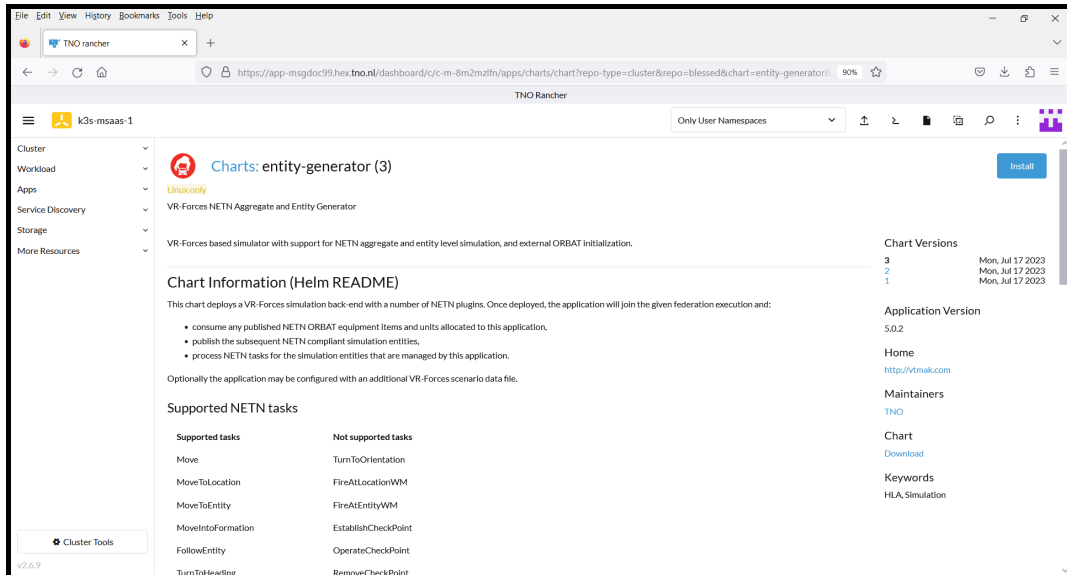 File Edit View History Bookmarks Tools Help
TNO rancher
https://app-msgdoc99.hex.tno.nl/dashboard/c/c-m-8m2mzlfn/apps/charts/chart?repo-type=cluster&repo=blessed&chart=entity-generator& 90%
TNO Rancher
k3s-msaas-1
Only User Namespaces
Cluster
Workload
Apps
Service Discovery
Storage
More Resources
Cluster Tools
v2.6.9
Charts: entity-generator (3)
Install
Linux only
VR-Forces NETN Aggregate and Entity Generator
VR-Forces based simulator with support for NETN aggregate and entity level simulation, and external ORBAT initialization.
Chart Information (Helm README)
This chart deploys a VR-Forces simulation back-end with a number of NETN plugins. Once deployed, the application will join the given federation execution and:
• consume any published NETN ORBAT equipment items and units allocated to this application,
• publish the subsequent NETN compliant simulation entities,
• process NETN tasks for the simulation entities that are managed by this application.
Optionally the application may be configured with an additional VR-Forces scenario data file.
Supported NETN tasks
Supported tasks Not supported tasks
Move TurnToOrientation
MoveToLocation FireAtLocationWM
MoveToEntity FireAtEntityWM
MoveIntoFormation EstablishCheckPoint
FollowEntity OperateCheckPoint
TurnToHeading RemoveCheckPoint
Chart Versions
3 Mon, Jul 17 2023
2 Mon, Jul 17 2023
1 Mon, Jul 17 2023
Application Version
5.0.2
Home
http://vtmak.com
Maintainers
TNO
Chart
Download
Keywords
HLA, Simulation